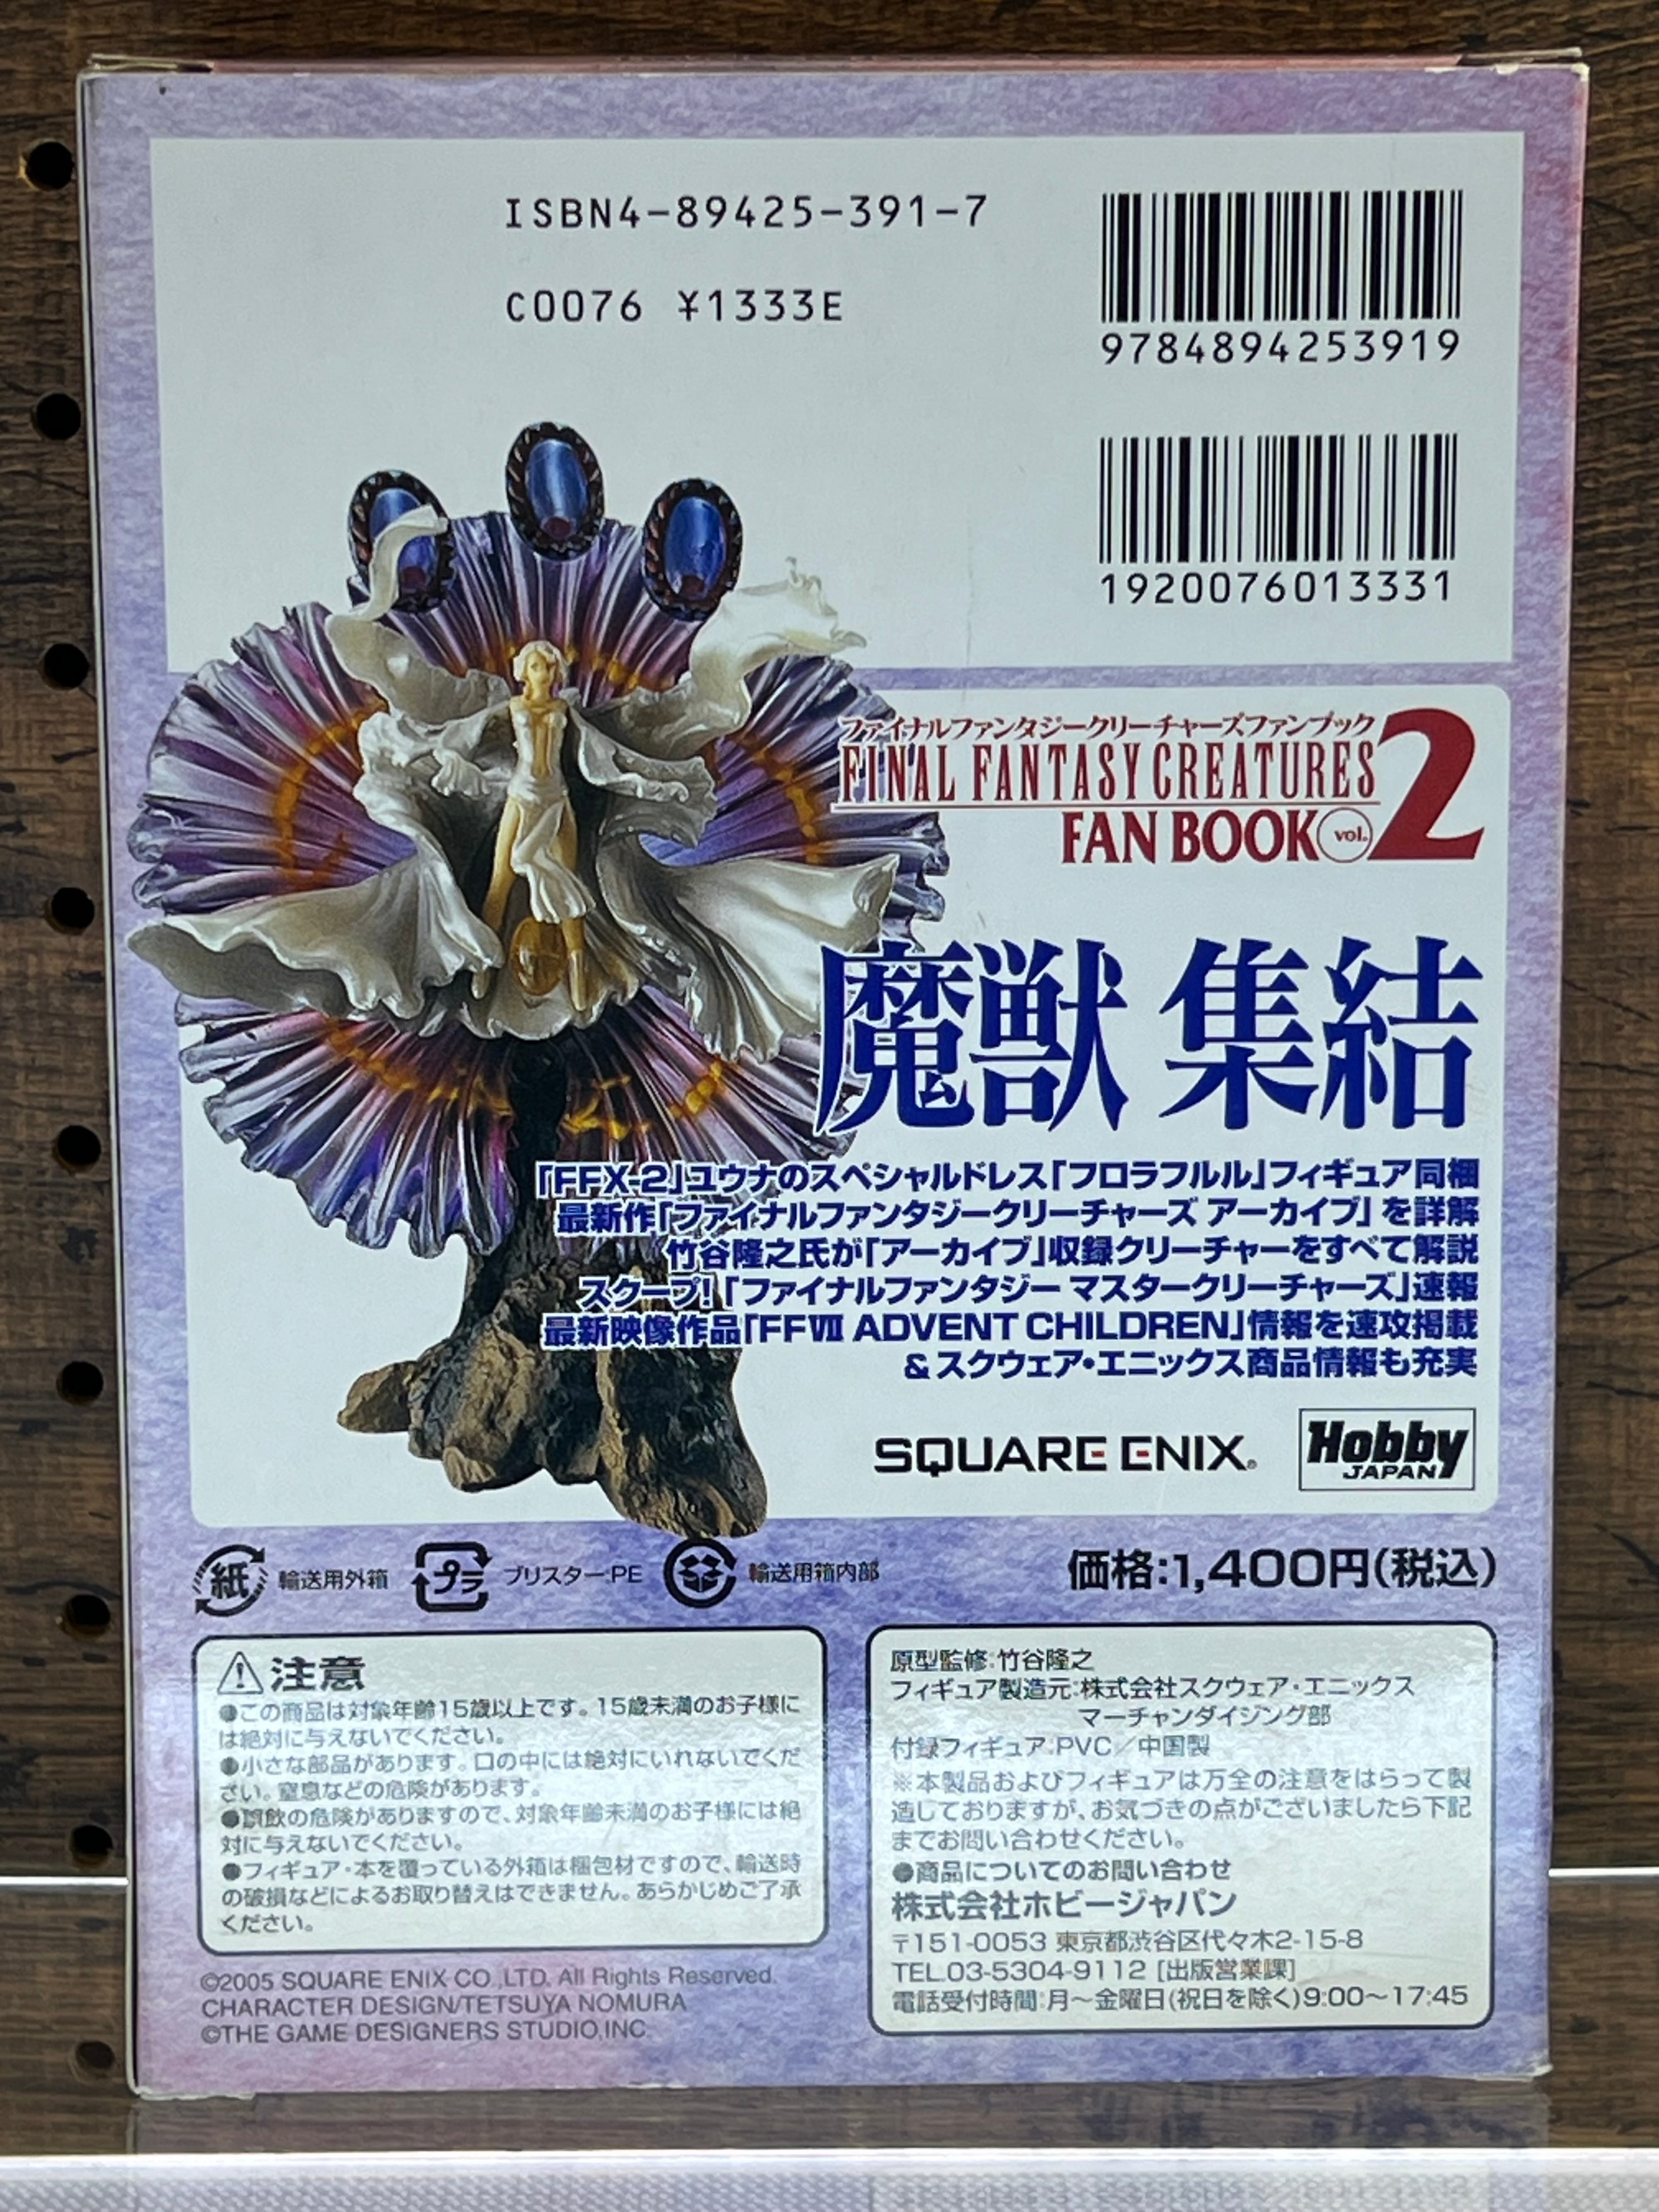 ISBN4-89425-391-7
C0076 ¥1333E
9784894253919
1920076013331
ファイナルファンタジークリーチャーズファンブック
FINAL FANTASY CREATURES
FAN BOOK vol. 2
魔獣 集結
「FFX-2」ユウナのスペシャルドレス「フロラフルル」フィギュア同梱
最新作「ファイナルファンタジークリーチャーズ アーカイブ」を詳解
竹谷隆之氏が「アーカイブ」収録クリーチャーをすべて解説
スクープ!「ファイナルファンタジー マスタークリーチャーズ」速報
最新映像作品「FFⅦ ADVENT CHILDREN」情報を速攻掲載
&スクウェア・エニックス商品情報も充実
SQUARE ENIX®
Hobby
JAPAN
紙 輸送用外箱 プラ ブリスター:PE 輸送用箱内部
価格:1,400円(税込)
⚠注意
●この商品は対象年齢15歳以上です。15歳未満のお子様に
は絶対に与えないでください。
●小さな部品があります。口の中には絶対にいれないでくだ
さい。窒息などの危険があります。
●誤飲の危険がありますので、対象年齢未満のお子様には絶
対に与えないでください。
●フィギュア・本を覆っている外箱は梱包材ですので、輸送時
の破損などによるお取り替えはできません。あらかじめご了承
ください。
原型監修:竹谷隆之
フィギュア製造元:株式会社スクウェア・エニックス
マーチャンダイジング部
付録フィギュア:PVC/中国製
※本製品およびフィギュアは万全の注意をはらって製
造しておりますが、お気づきの点がございましたら下記
までお問い合わせください。
●商品についてのお問い合わせ
株式会社ホビージャパン
〒151-0053 東京都渋谷区代々木2-15-8
TEL.03-5304-9112 [出版営業課]
電話受付時間:月～金曜日(祝日を除く)9:00～17:45
©2005 SQUARE ENIX CO.,LTD. All Rights Reserved.
CHARACTER DESIGN/TETSUYA NOMURA
©THE GAME DESIGNERS STUDIO,INC.